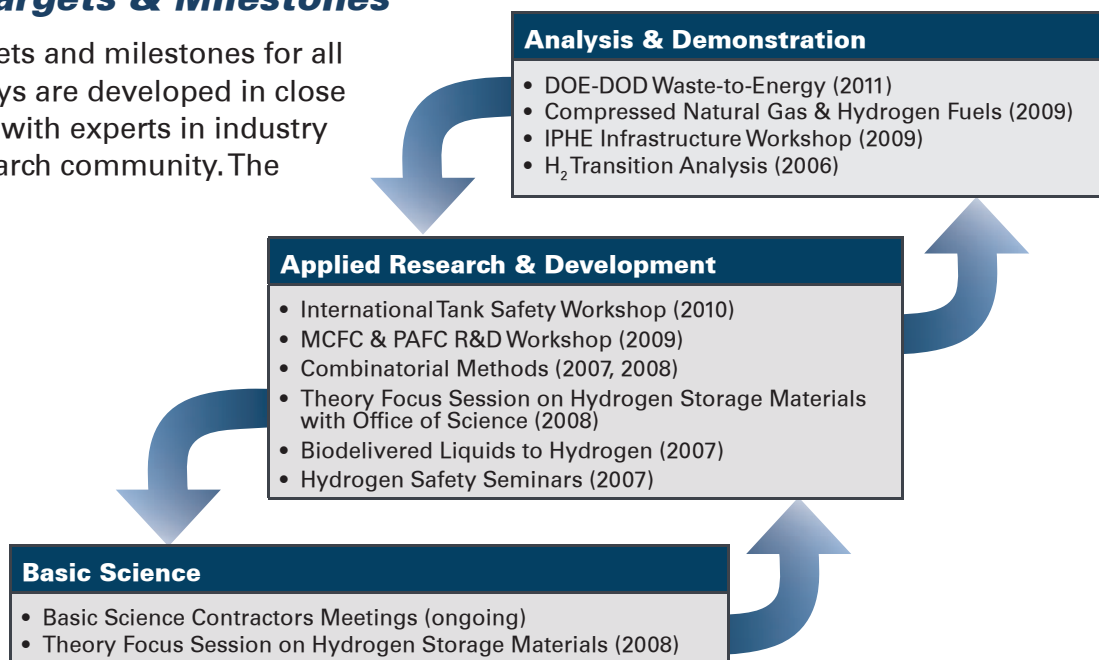 argets & Milestones
ets and milestones for all
ys are developed in close
with experts in industry
arch community. The
Analysis & Demonstration
• DOE-DOD Waste-to-Energy (2011)
• Compressed Natural Gas & Hydrogen Fuels (2009)
• IPHE Infrastructure Workshop (2009)
• H₂ Transition Analysis (2006)
Applied Research & Development
• International Tank Safety Workshop (2010)
• MCFC & PAFC R&D Workshop (2009)
• Combinatorial Methods (2007, 2008)
• Theory Focus Session on Hydrogen Storage Materials
with Office of Science (2008)
• Biodelivered Liquids to Hydrogen (2007)
• Hydrogen Safety Seminars (2007)
Basic Science
• Basic Science Contractors Meetings (ongoing)
• Theory Focus Session on Hydrogen Storage Materials (2008)